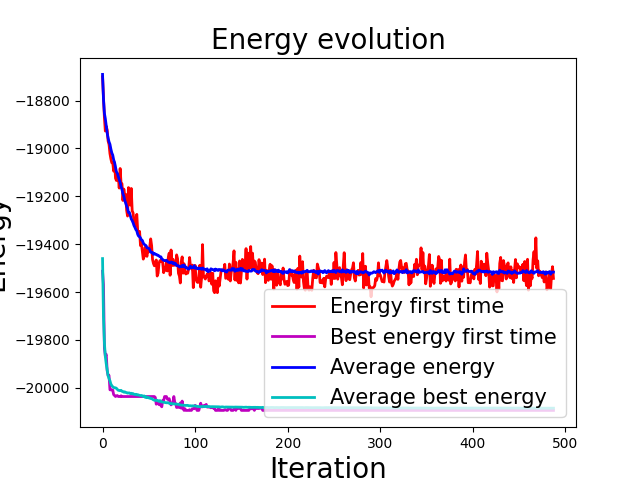 Energy evolution
Energy
−18800
−19000
−19200
−19400
−19600
−19800
−20000
Energy first time
Best energy first time
Average energy
Average best energy
0 100 200 300 400 500
Iteration